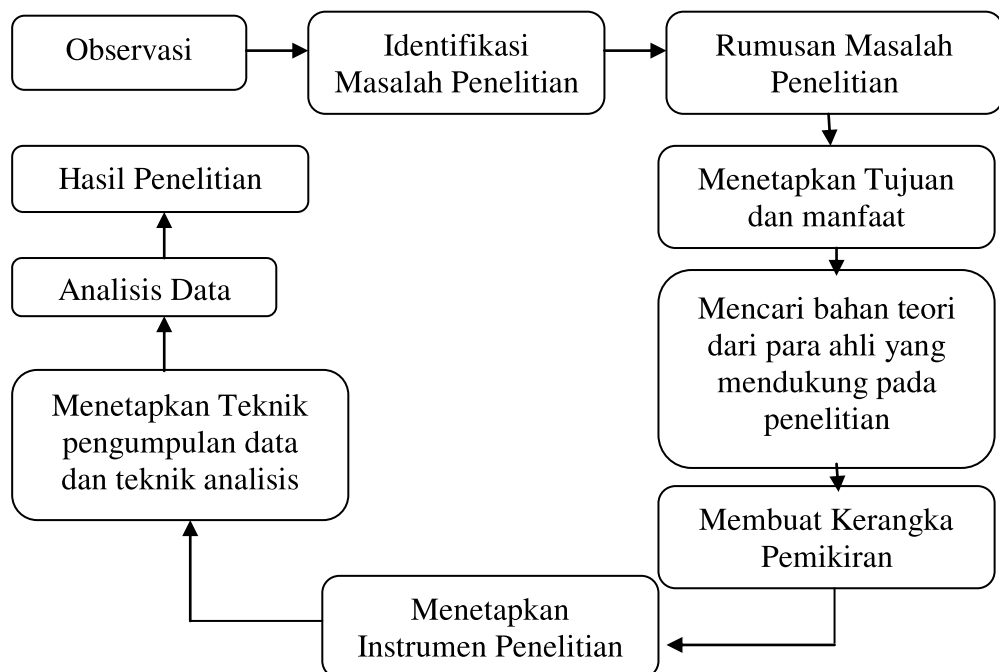 Observasi
Identifikasi
Masalah Penelitian
Rumusan Masalah
Penelitian
Menetapkan Tujuan
dan manfaat
Mencari bahan teori
dari para ahli yang
mendukung pada
penelitian
Membuat Kerangka
Pemikiran
Menetapkan
Instrumen Penelitian
Menetapkan Teknik
pengumpulan data
dan teknik analisis
Analisis Data
Hasil Penelitian